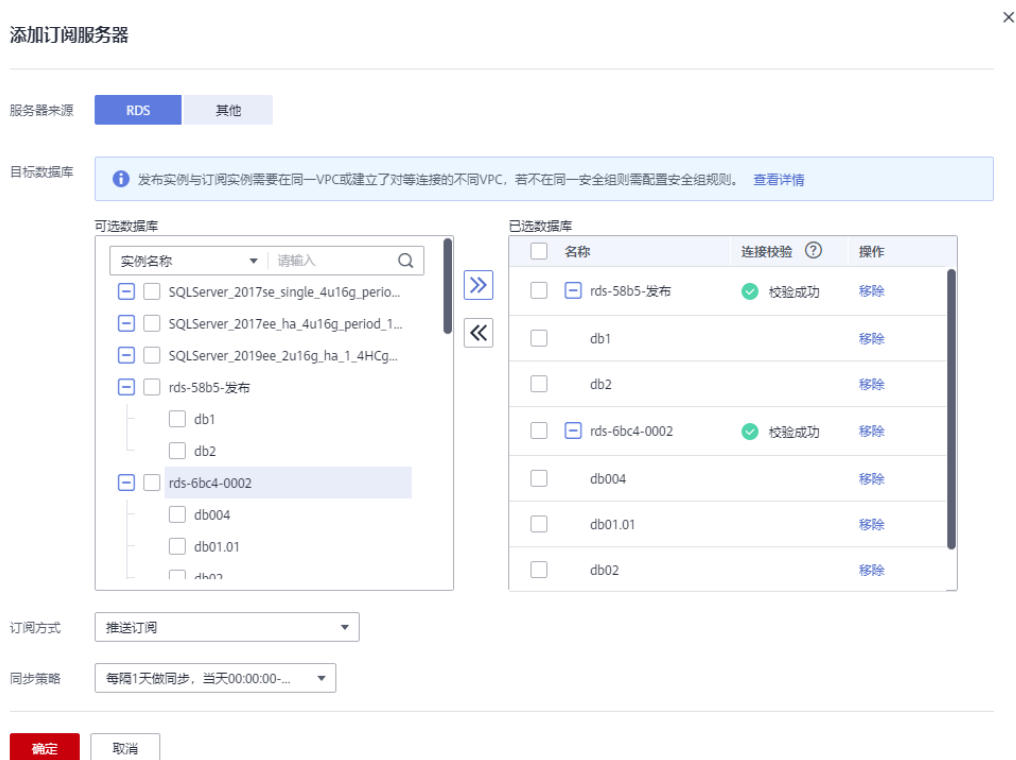 添加订阅服务器
服务器来源 RDS 其他
目标数据库 发布实例与订阅实例需要在同一VPC或建立了对等连接的不同VPC，若不在同一安全组则需配置安全组规则。 查看详情
可选数据库
实例名称 请输入
SQLServer_2017se_single_4u16g_perio...
SQLServer_2017ee_ha_4u16g_period_1...
SQLServer_2019ee_2u16g_ha_1_4HCg...
rds-58b5-发布
db1
db2
rds-6bc4-0002
db004
db01.01
db02
已选数据库
名称 连接校验 操作
rds-58b5-发布 校验成功 移除
db1 移除
db2 移除
rds-6bc4-0002 校验成功 移除
db004 移除
db01.01 移除
db02 移除
订阅方式 推送订阅
同步策略 每隔1天做同步，当天00:00:00-...
确定 取消